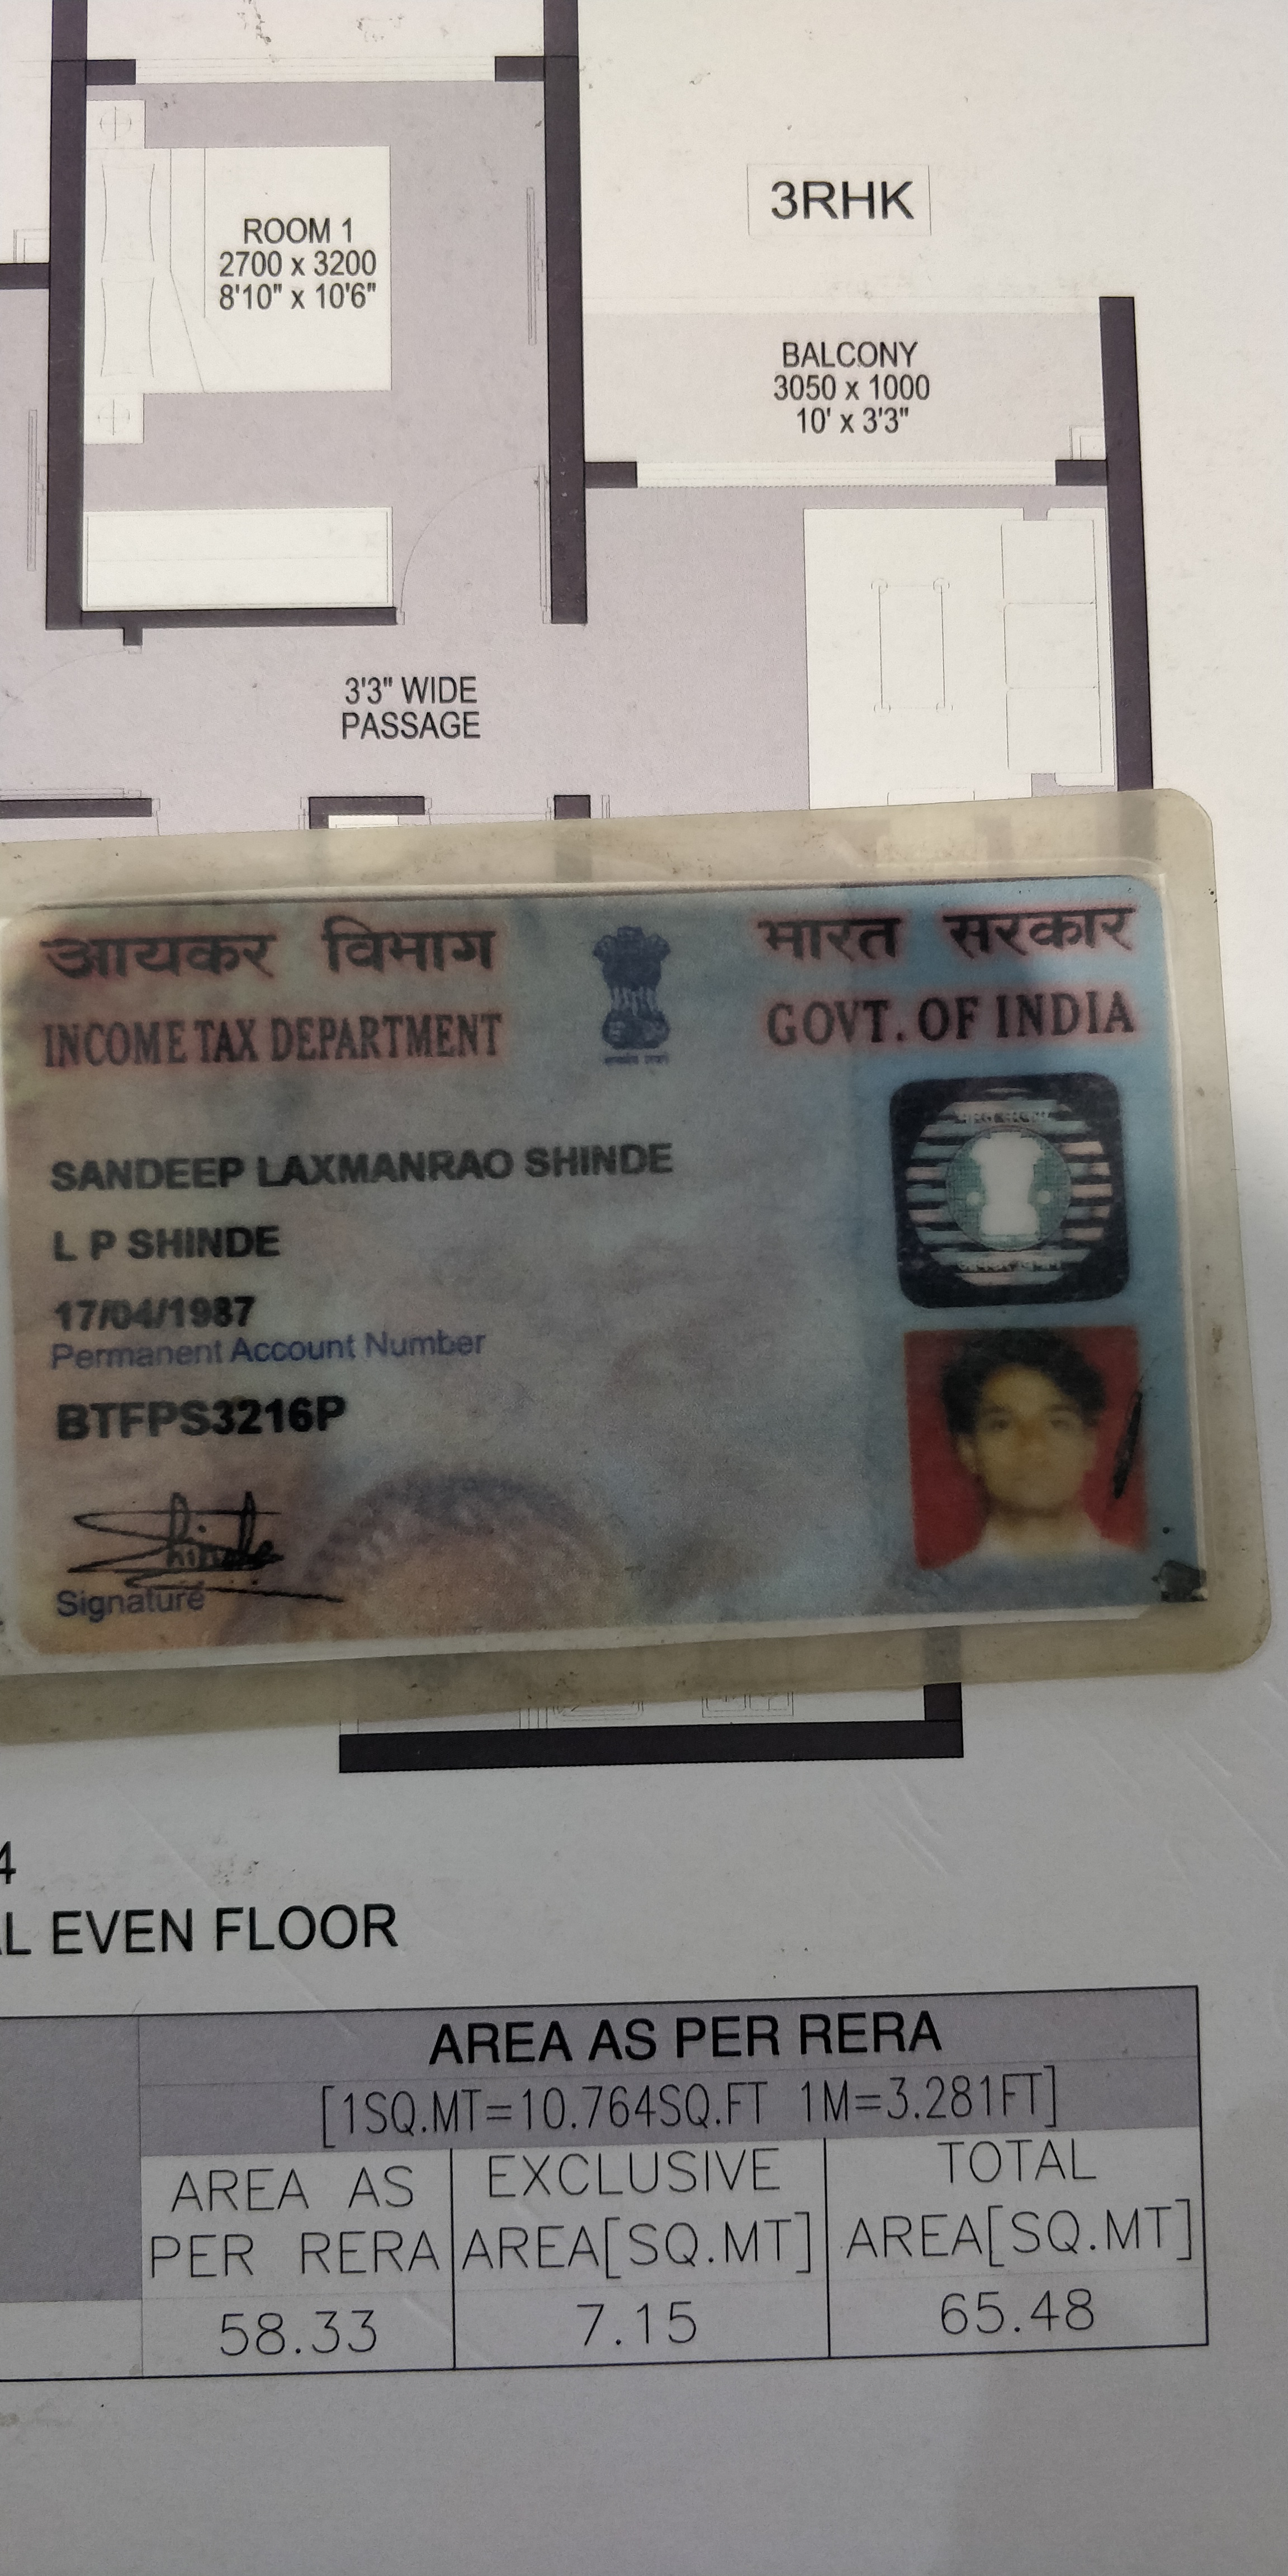 3RHK
ROOM 1
2700 x 3200
8'10" x 10'6"
BALCONY
3050 x 1000
10' x 3'3"
3'3" WIDE
PASSAGE
आयकर विभाग
भारत सरकार
INCOME TAX DEPARTMENT
GOVT. OF INDIA
SANDEEP LAXMANRAO SHINDE
L P SHINDE
17/04/1987
Permanent Account Number
BTFPS3216P
Shinde
Signature
4
EVEN FLOOR
AREA AS PER RERA
[1SQ.MT=10.764SQ.FT 1M=3.281FT]
AREA AS
PER RERA
EXCLUSIVE
AREA[SQ.MT]
TOTAL
AREA[SQ.MT]
58.33
7.15
65.48